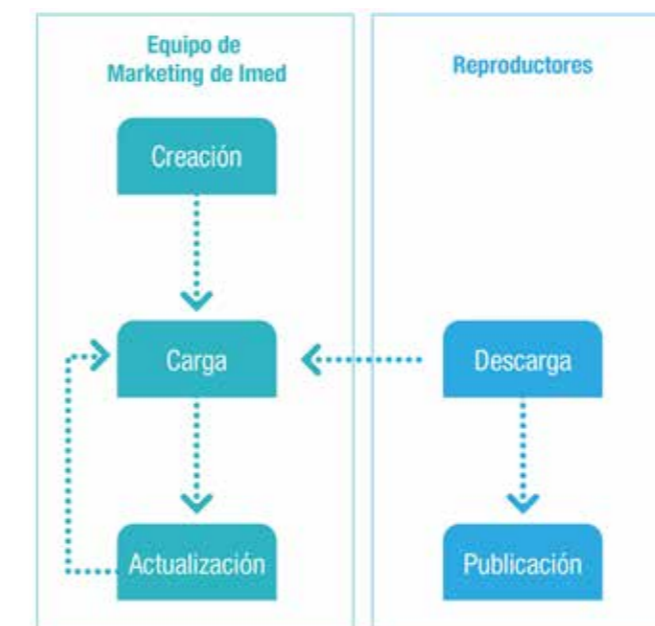 Equipo de
Marketing de Imed
Reproductores
Creación
Carga
Descarga
Actualización
Publicación